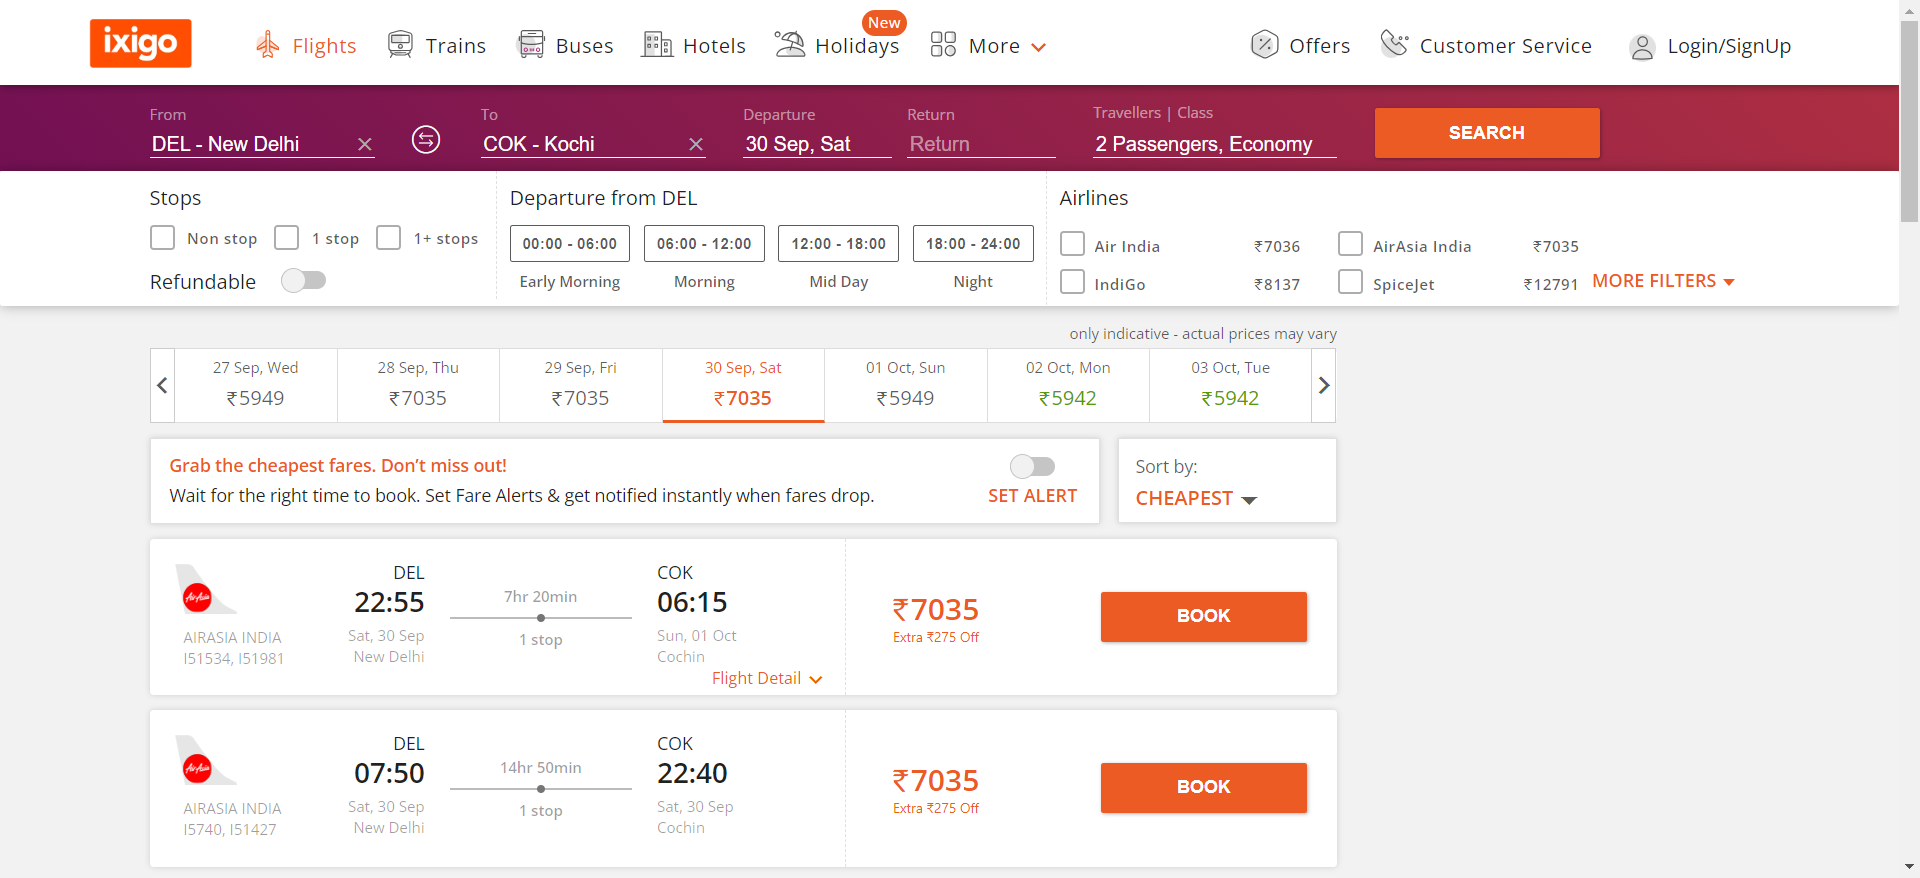 ixigo
Flights
Trains
Buses
Hotels
Holidays
New
More
Offers
Customer Service
Login/SignUp
From
DEL - New Delhi
To
COK - Kochi
Departure
30 Sep, Sat
Return
Return
Travellers | Class
2 Passengers, Economy
SEARCH
Stops
Non stop
1 stop
1+ stops
Refundable
Departure from DEL
00:00 - 06:00
Early Morning
06:00 - 12:00
Morning
12:00 - 18:00
Mid Day
18:00 - 24:00
Night
Airlines
Air India ₹7036
AirAsia India ₹7035
IndiGo ₹8137
SpiceJet ₹12791
MORE FILTERS
only indicative - actual prices may vary
27 Sep, Wed
₹5949
28 Sep, Thu
₹7035
29 Sep, Fri
₹7035
30 Sep, Sat
₹7035
01 Oct, Sun
₹5949
02 Oct, Mon
₹5942
03 Oct, Tue
₹5942
Grab the cheapest fares. Don't miss out!
Wait for the right time to book. Set Fare Alerts & get notified instantly when fares drop.
SET ALERT
Sort by:
CHEAPEST
AirAsia
AIRASIA INDIA
I51534, I51981
DEL
22:55
Sat, 30 Sep
New Delhi
7hr 20min
1 stop
COK
06:15
Sun, 01 Oct
Cochin
Flight Detail
₹7035
Extra ₹275 Off
BOOK
AirAsia
AIRASIA INDIA
I5740, I51427
DEL
07:50
Sat, 30 Sep
New Delhi
14hr 50min
1 stop
COK
22:40
Sat, 30 Sep
Cochin
₹7035
Extra ₹275 Off
BOOK